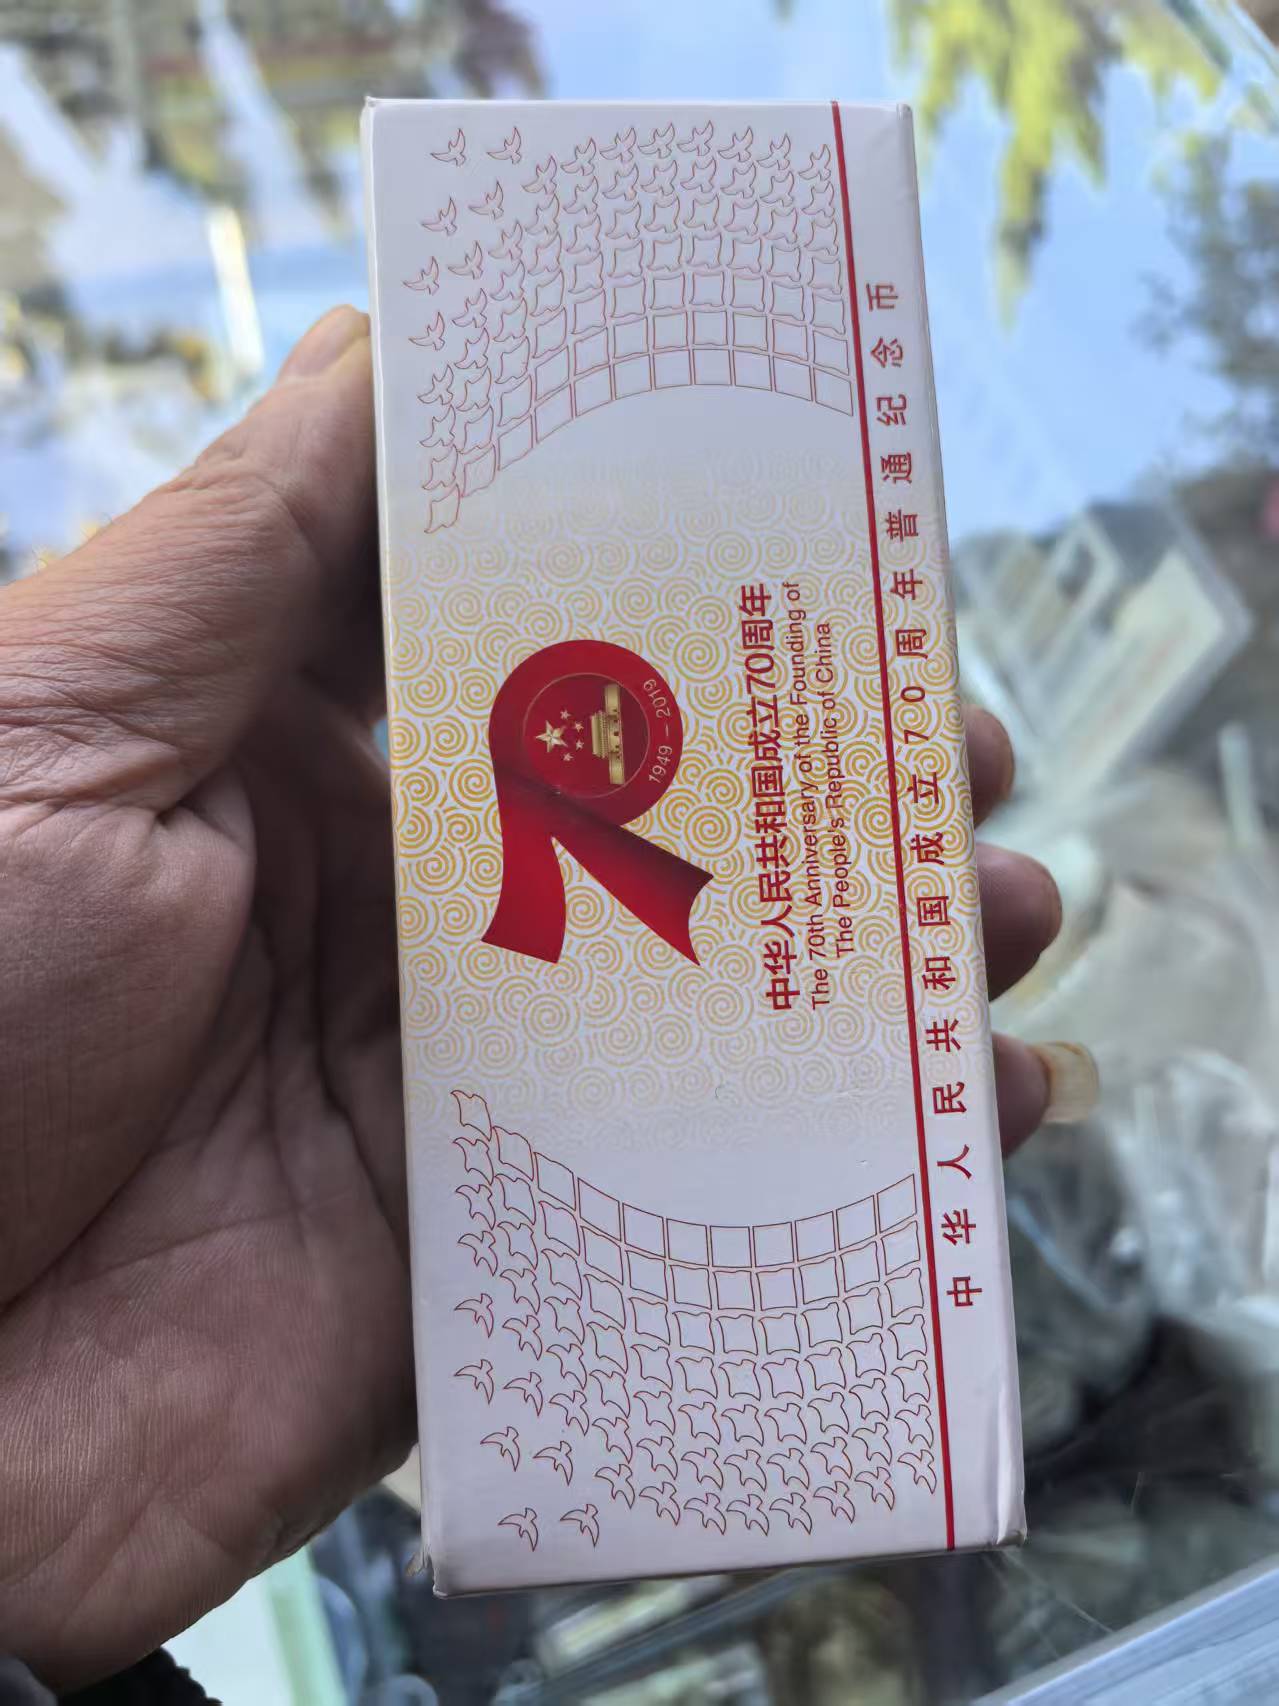 1949－2019
中华人民共和国成立70周年
The 70th Anniversary of the Founding of
The People's Republic of China
中华人民共和国成立70周年普通纪念币